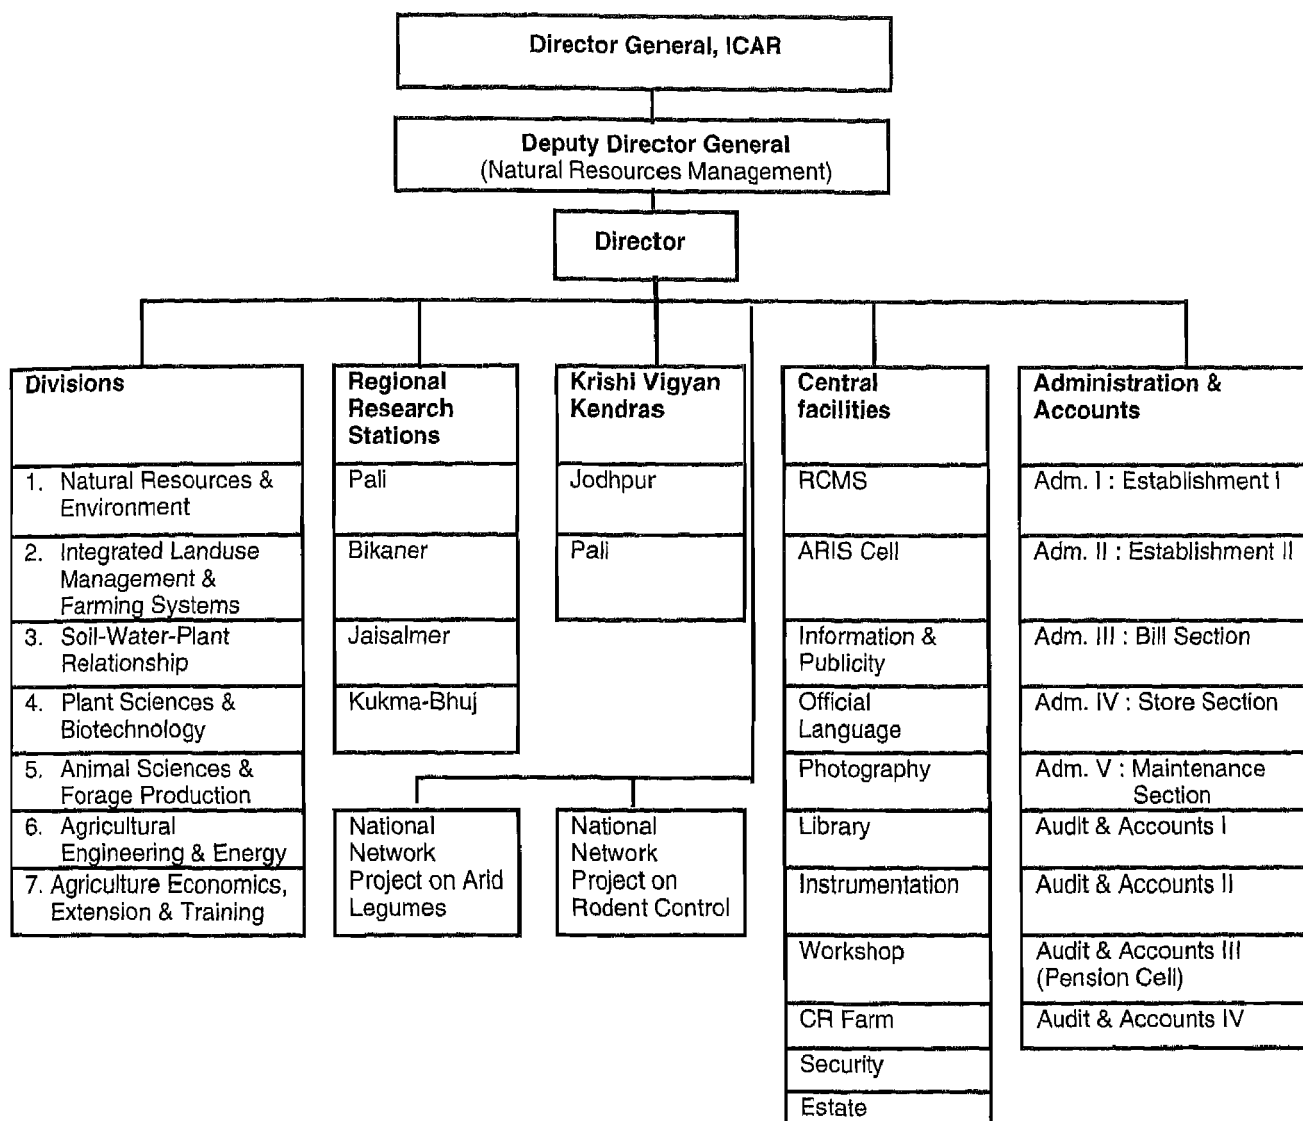 Director General, ICAR
Deputy Director General
(Natural Resources Management)
Director
Divisions
1. Natural Resources &
Environment
2. Integrated Landuse
Management &
Farming Systems
3. Soil-Water-Plant
Relationship
4. Plant Sciences &
Biotechnology
5. Animal Sciences &
Forage Production
6. Agricultural
Engineering & Energy
7. Agriculture Economics,
Extension & Training
Regional
Research
Stations
Pali
Bikaner
Jaisalmer
Kukma-Bhuj
Krishi Vigyan
Kendras
Jodhpur
Pali
National
Network
Project on Arid
Legumes
National
Network
Project on
Rodent Control
Central
facilities
RCMS
ARIS Cell
Information &
Publicity
Official
Language
Photography
Library
Instrumentation
Workshop
CR Farm
Security
Estate
Administration &
Accounts
Adm. I : Establishment I
Adm. II : Establishment II
Adm. III : Bill Section
Adm. IV : Store Section
Adm. V : Maintenance
Section
Audit & Accounts I
Audit & Accounts II
Audit & Accounts III
(Pension Cell)
Audit & Accounts IV